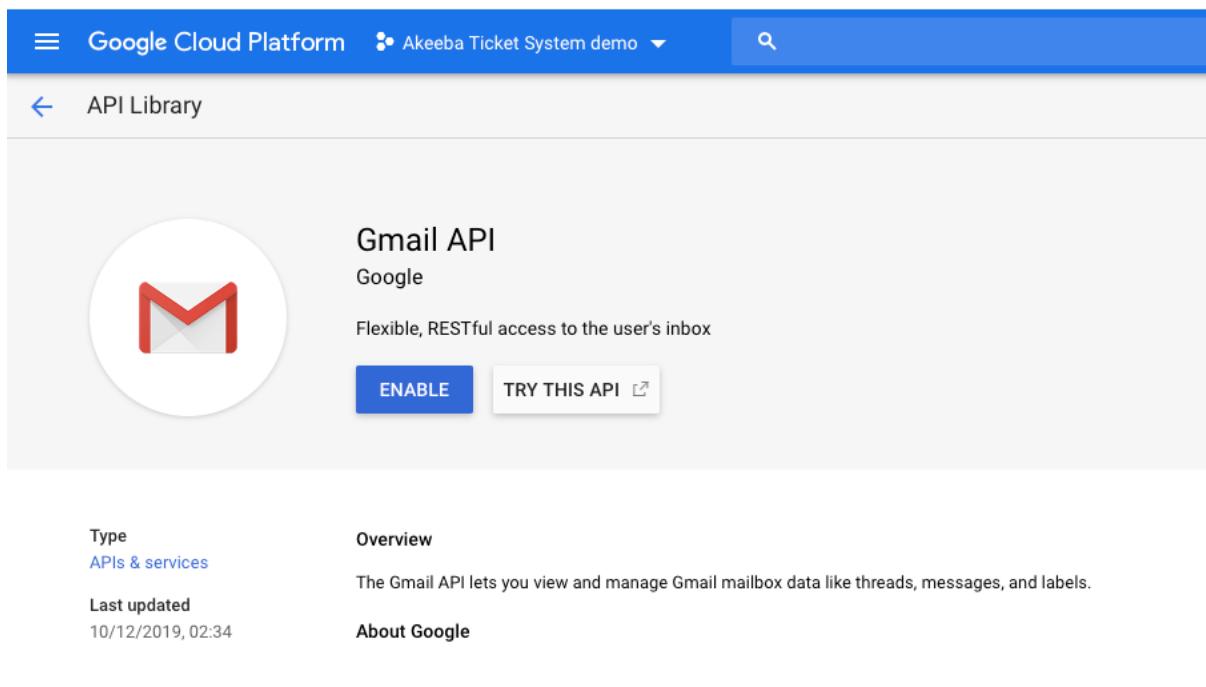 Google Cloud Platform Akeeba Ticket System demo
API Library
Gmail API
Google
Flexible, RESTful access to the user's inbox
ENABLE TRY THIS API
Type
APIs & services
Last updated
10/12/2019, 02:34
Overview
The Gmail API lets you view and manage Gmail mailbox data like threads, messages, and labels.
About Google